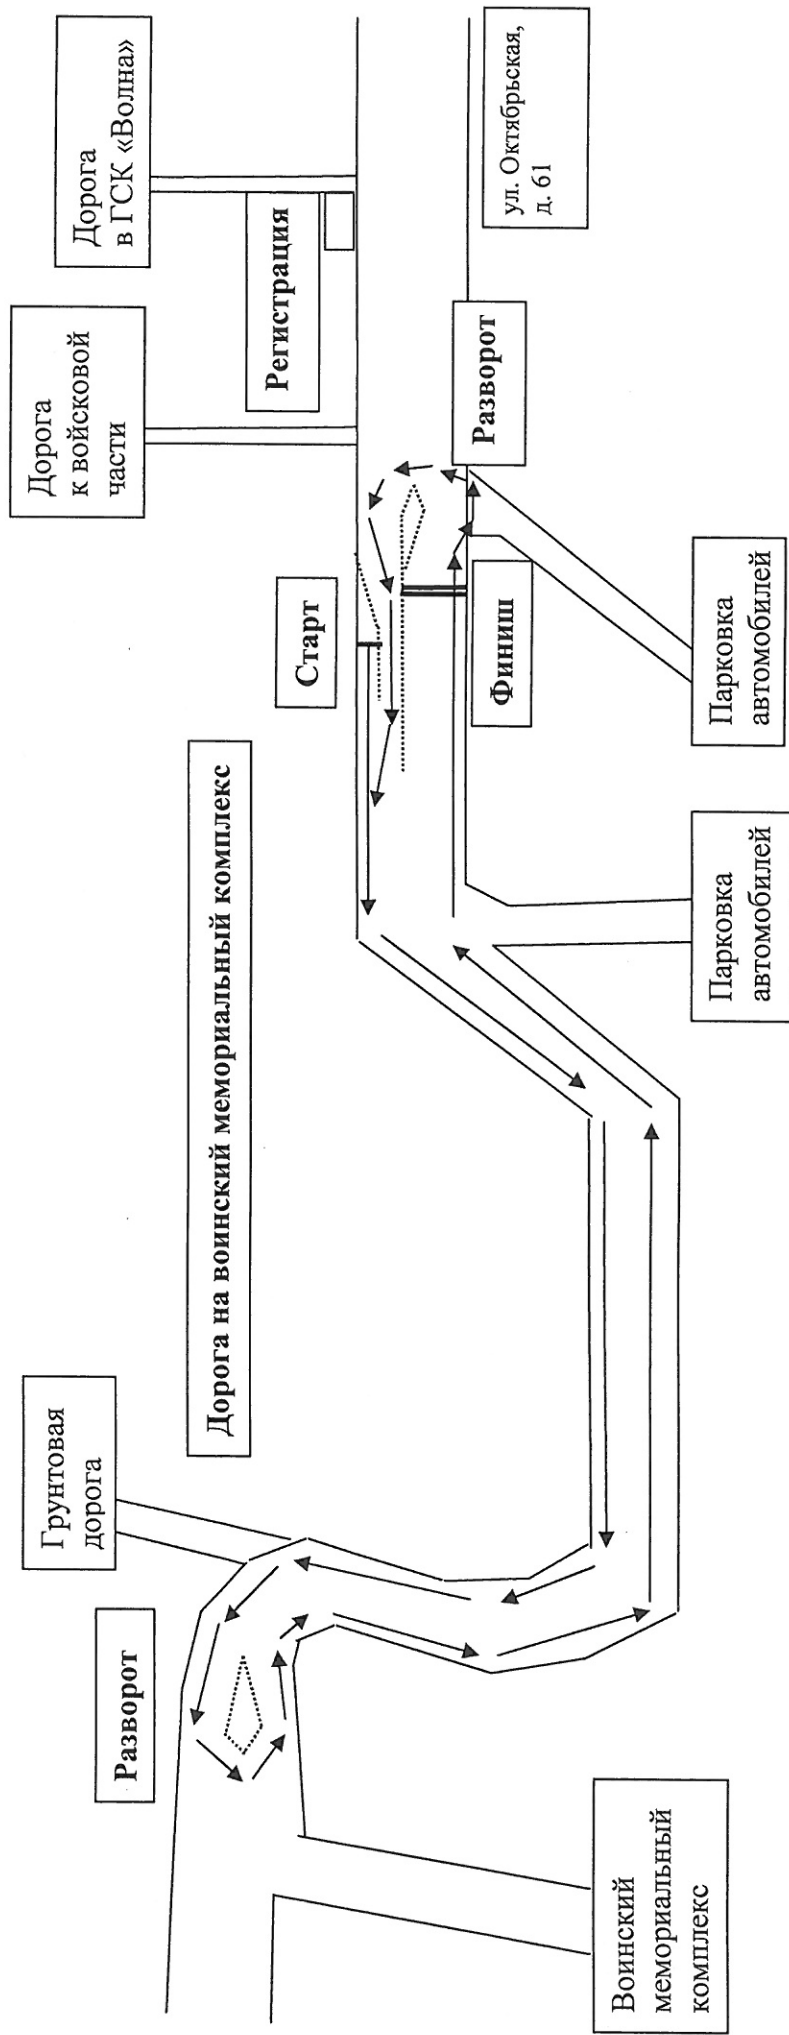 Грунтовая
дорога
Дорога
к войсковой
части
Дорога
в ГСК «Волна»
Разворот
Дорога на воинский мемориальный комплекс
Старт
Регистрация
Финиш
Разворот
ул. Октябрьская,
д. 61
Воинский
мемориальный
комплекс
Парковка
автомобилей
Парковка
автомобилей